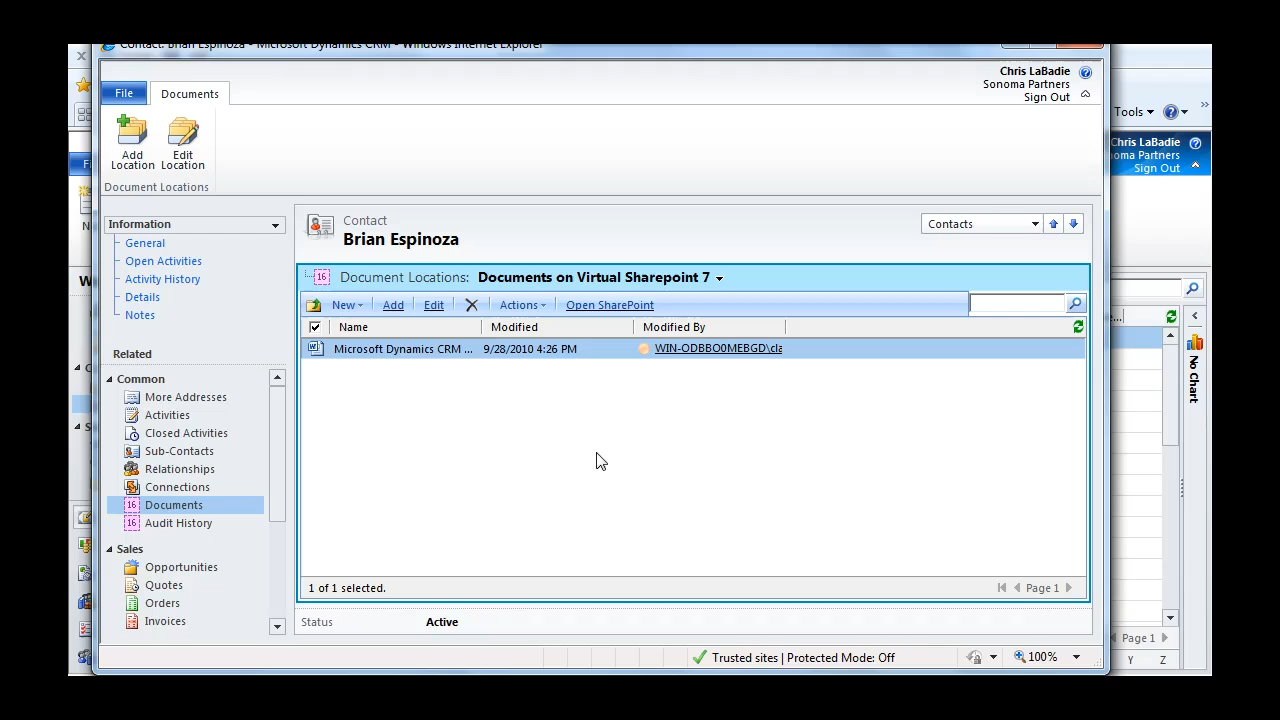 Contact: Brian Espinoza - Microsoft Dynamics CRM - Windows Internet Explorer
File
Documents
Chris LaBadie
Sonoma Partners
Sign Out
Add Location
Edit Location
Document Locations
Tools
Chris LaBadie
noma Partners
Sign Out
Information
General
Open Activities
Activity History
Details
Notes
Related
Common
More Addresses
Activities
Closed Activities
Sub-Contacts
Relationships
Connections
16 Documents
16 Audit History
Sales
Opportunities
Quotes
Orders
Invoices
Contact
Brian Espinoza
Contacts
16 Document Locations: Documents on Virtual Sharepoint 7
New Add Edit Actions Open SharePoint
Name Modified Modified By
Microsoft Dynamics CRM ... 9/28/2010 4:26 PM WIN-ODBBO0MEBGD\cla
1 of 1 selected.
Page 1
Status Active
Trusted sites | Protected Mode: Off
100%
No Chart
Page 1
Y Z